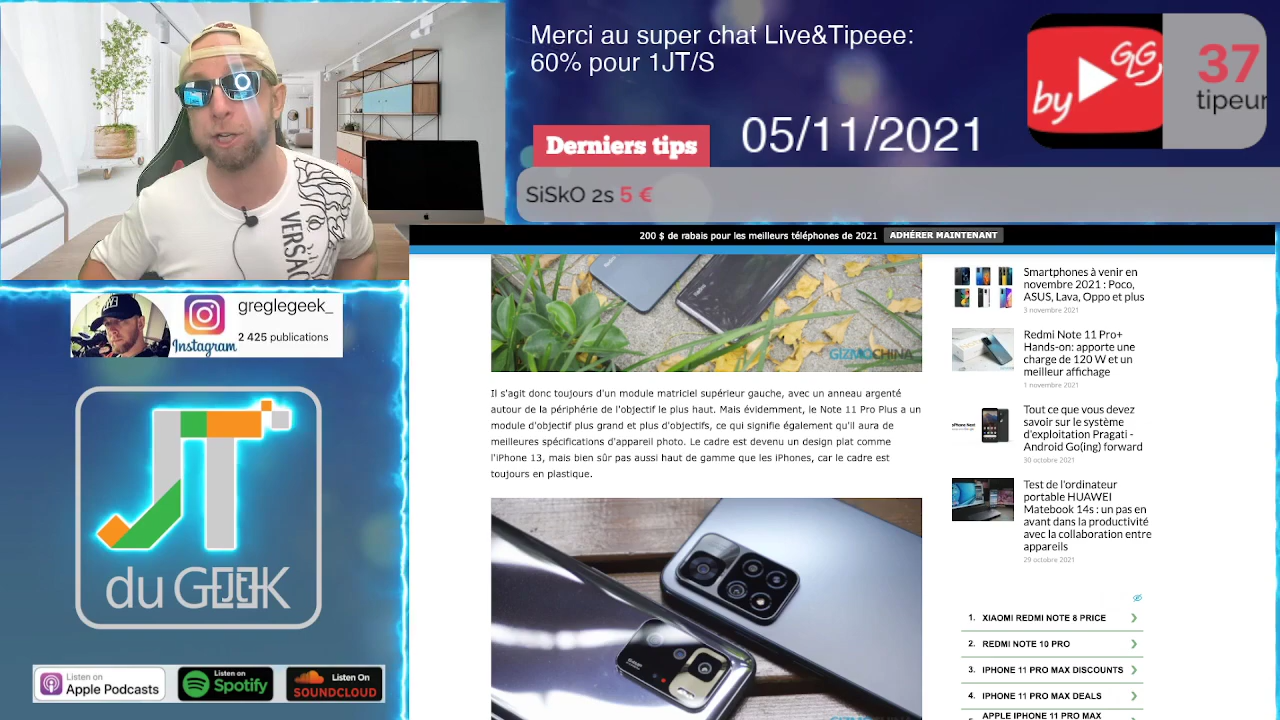 Merci au super chat Live&Tipeee:
60% pour 1JT/S
by
GLG
37
tipeur
Derniers tips
05/11/2021
SiSkO 2s 5 €
VERSAC
greglegeek_
2 425 publications
Instagram
JT
du GEEK
Listen on
Apple Podcasts
Listen on
Spotify
Listen On
SOUNDCLOUD
200 $ de rabais pour les meilleurs téléphones de 2021 ADHÉRER MAINTENANT
Redmi
GIZMOCHINA
Il s'agit donc toujours d'un module matriciel supérieur gauche, avec un anneau argenté
autour de la périphérie de l'objectif le plus haut. Mais évidemment, le Note 11 Pro Plus a un
module d'objectif plus grand et plus d'objectifs, ce qui signifie également qu'il aura de
meilleures spécifications d'appareil photo. Le cadre est devenu un design plat comme
l'iPhone 13, mais bien sûr pas aussi haut de gamme que les iPhones, car le cadre est
toujours en plastique.
GIZMOCHINA
Smartphones à venir en
novembre 2021 : Poco,
ASUS, Lava, Oppo et plus
3 novembre 2021
Redmi Note 11 Pro+
Hands-on: apporte une
charge de 120 W et un
meilleur affichage
1 novembre 2021
Tout ce que vous devez
savoir sur le système
d'exploitation Pragati -
Android Go(ing) forward
30 octobre 2021
Test de l'ordinateur
portable HUAWEI
Matebook 14s : un pas en
avant dans la productivité
avec la collaboration entre
appareils
29 octobre 2021
1. XIAOMI REDMI NOTE 8 PRICE
2. REDMI NOTE 10 PRO
3. IPHONE 11 PRO MAX DISCOUNTS
4. IPHONE 11 PRO MAX DEALS
APPLE IPHONE 11 PRO MAX